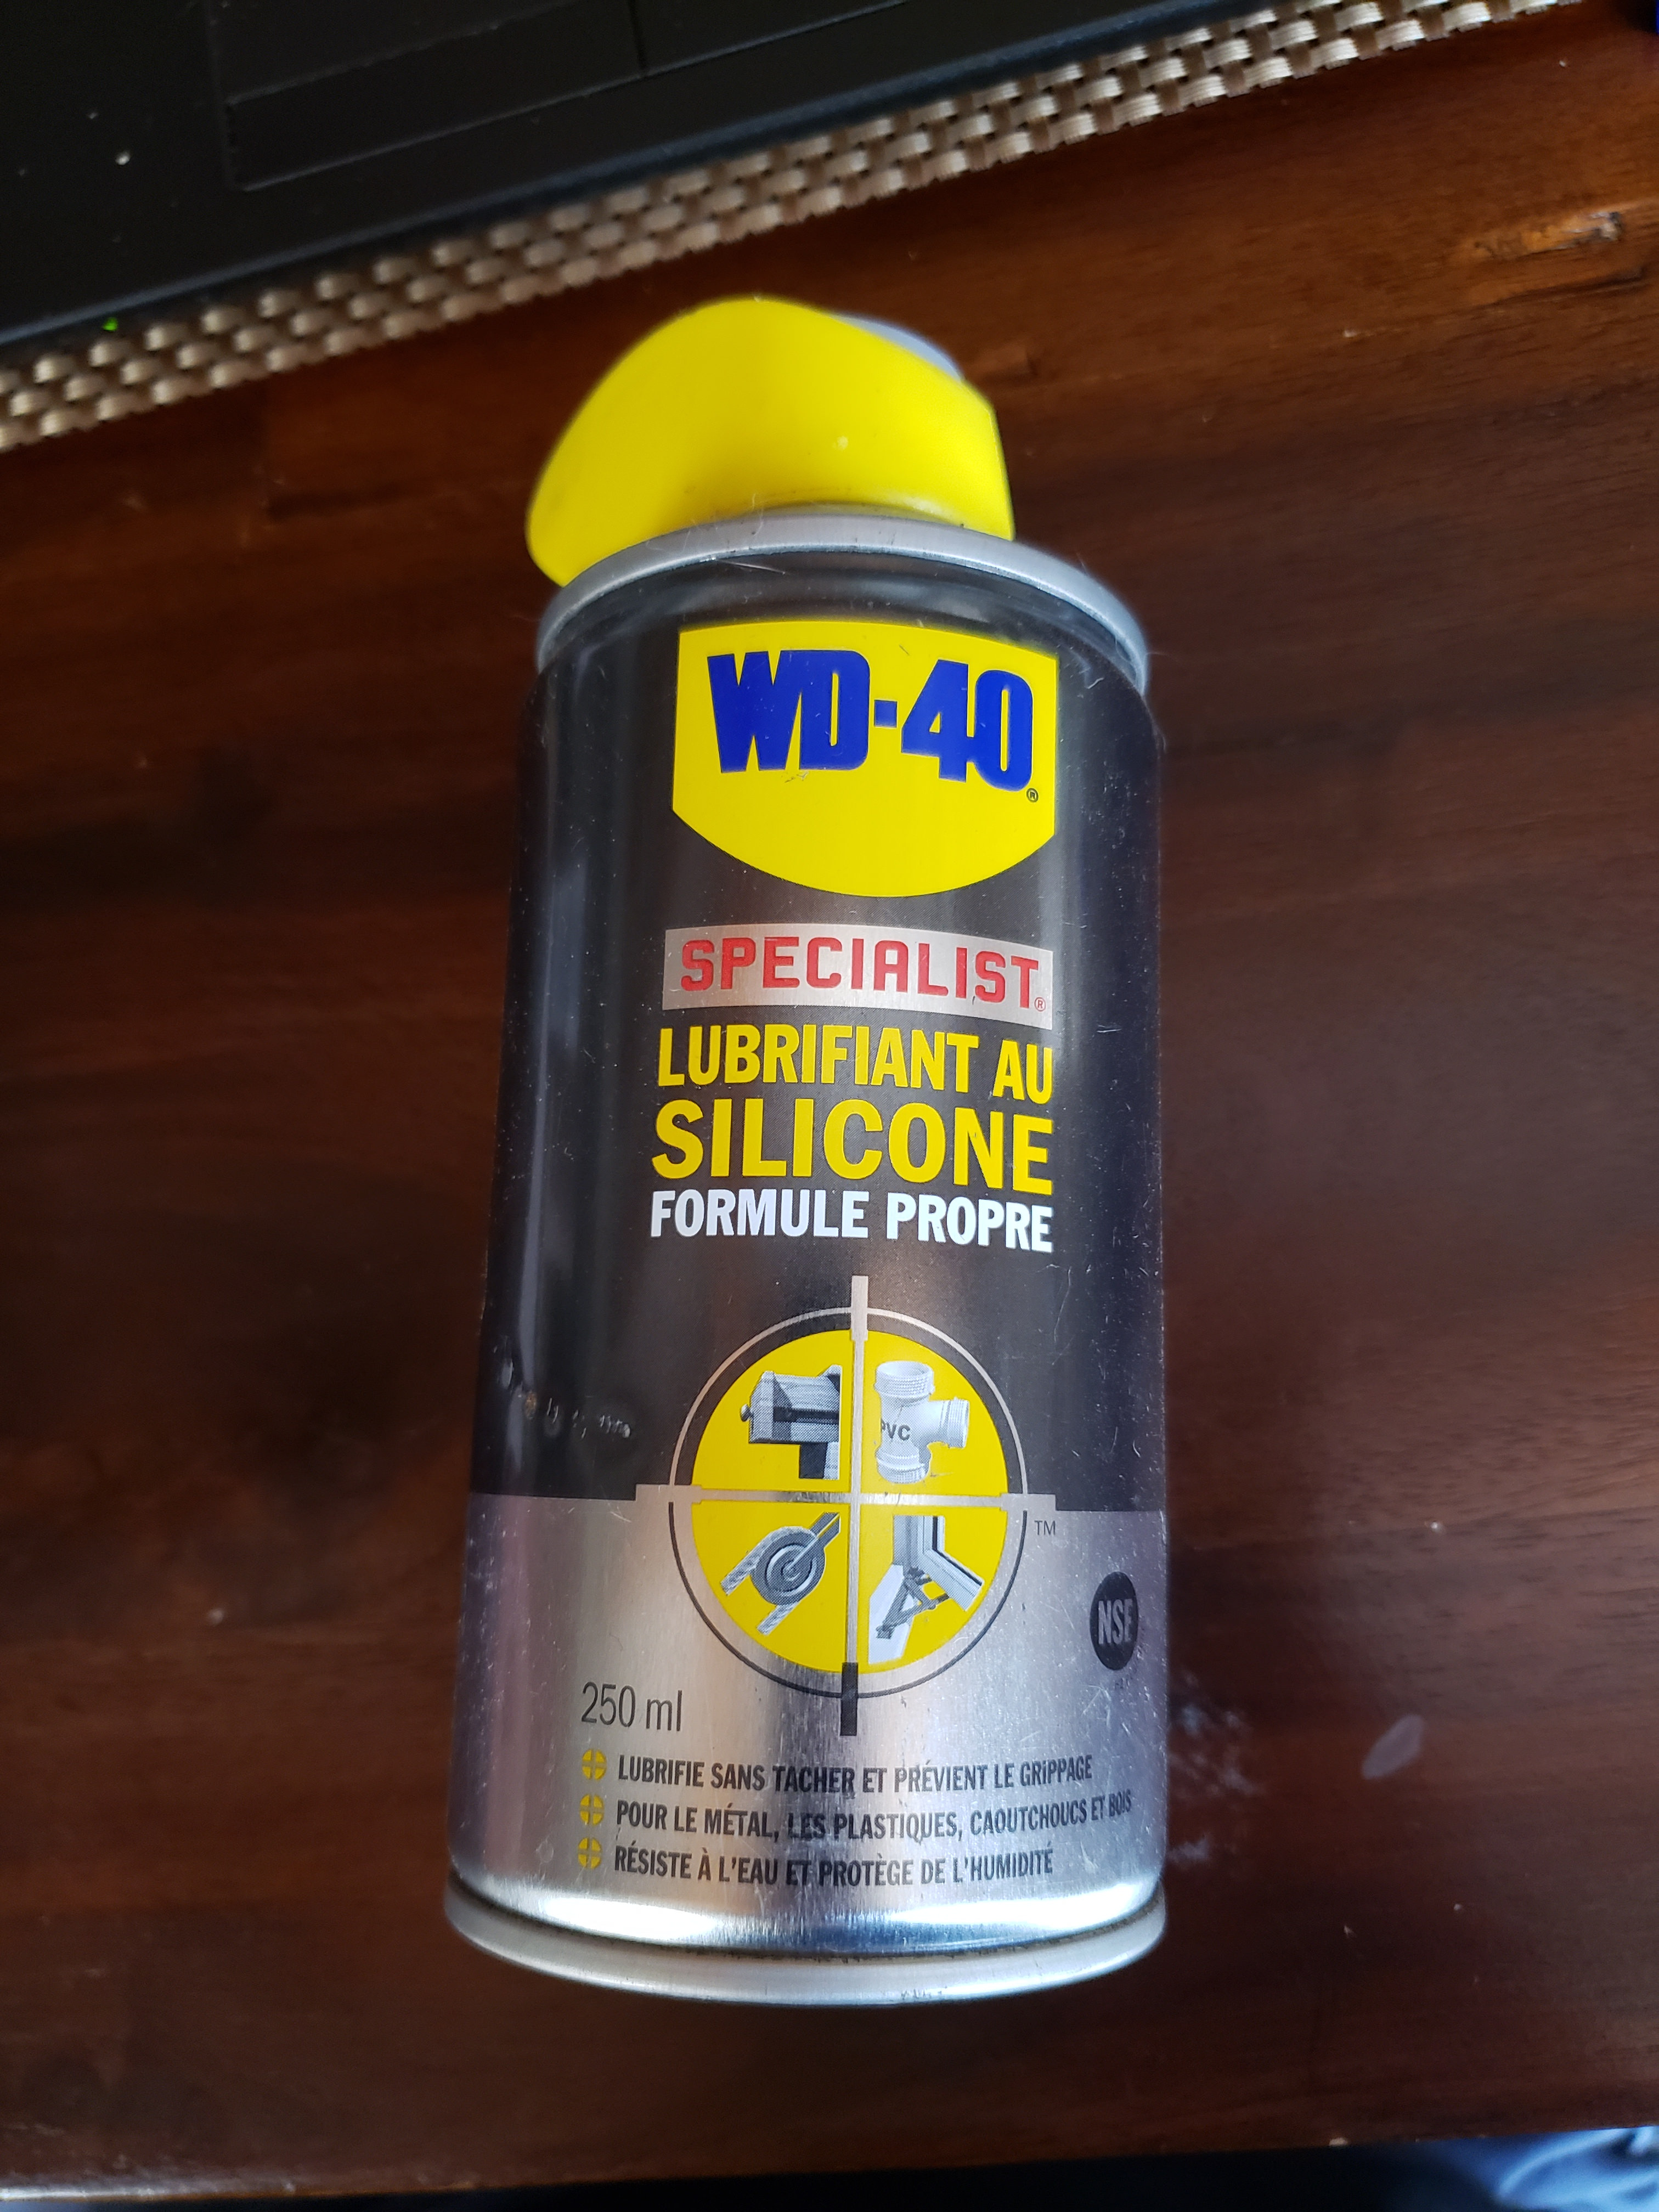 WD-40®
SPECIALIST®
LUBRIFIANT AU
SILICONE
FORMULE PROPRE
PVC
TM
NSF
250 ml
LUBRIFIE SANS TACHER ET PRÉVIENT LE GRIPPAGE
POUR LE MÉTAL, LES PLASTIQUES, CAOUTCHOUCS ET BOIS
RÉSISTE À L'EAU ET PROTÈGE DE L'HUMIDITÉ